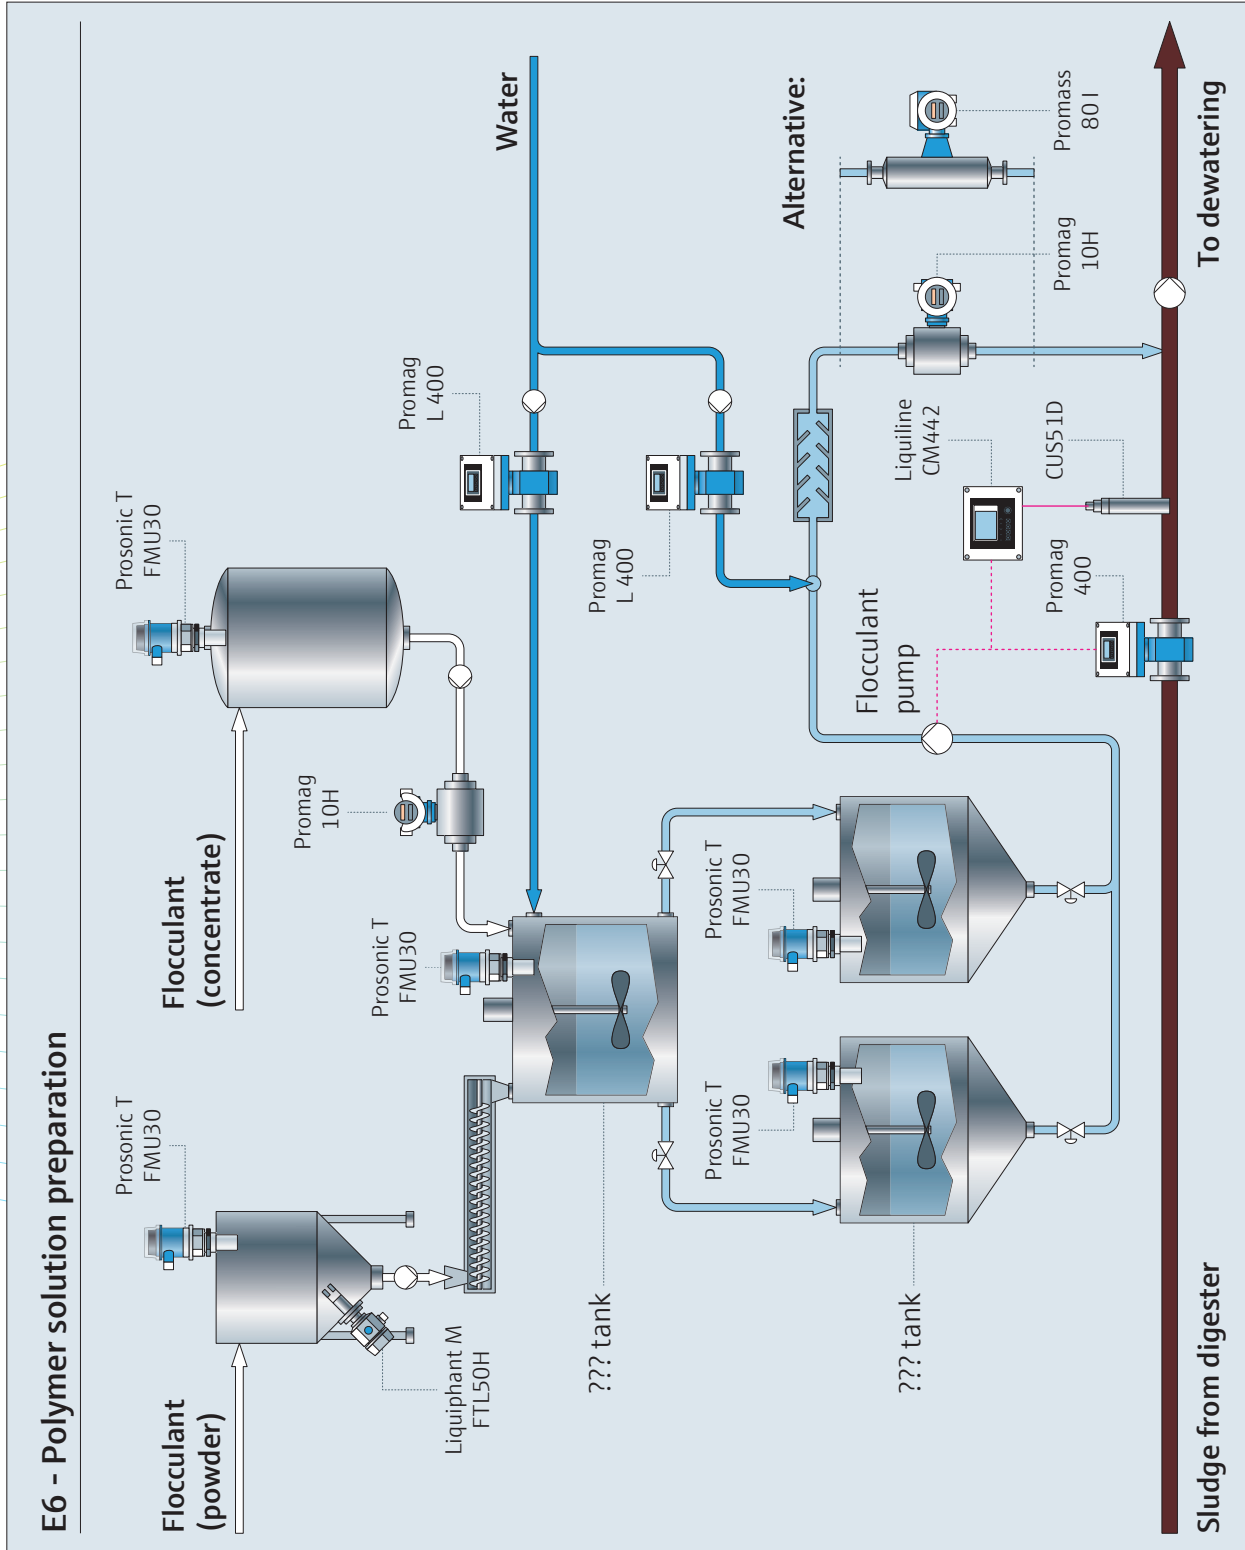 E6 - Polymer solution preparation
Flocculant
(powder)
Prosonic T
FMU30
Liquiphant M
FTL50H
Flocculant
(concentrate)
Prosonic T
FMU30
Promag
10H
Prosonic T
FMU30
Promag
L 400
Water
Promag
L 400
??? tank
Prosonic T
FMU30
Prosonic T
FMU30
??? tank
Flocculant
pump
Alternative:
Promass
80 I
Promag
10H
Liquiline
CM442
CUS51D
Promag
400
Sludge from digester
To dewatering